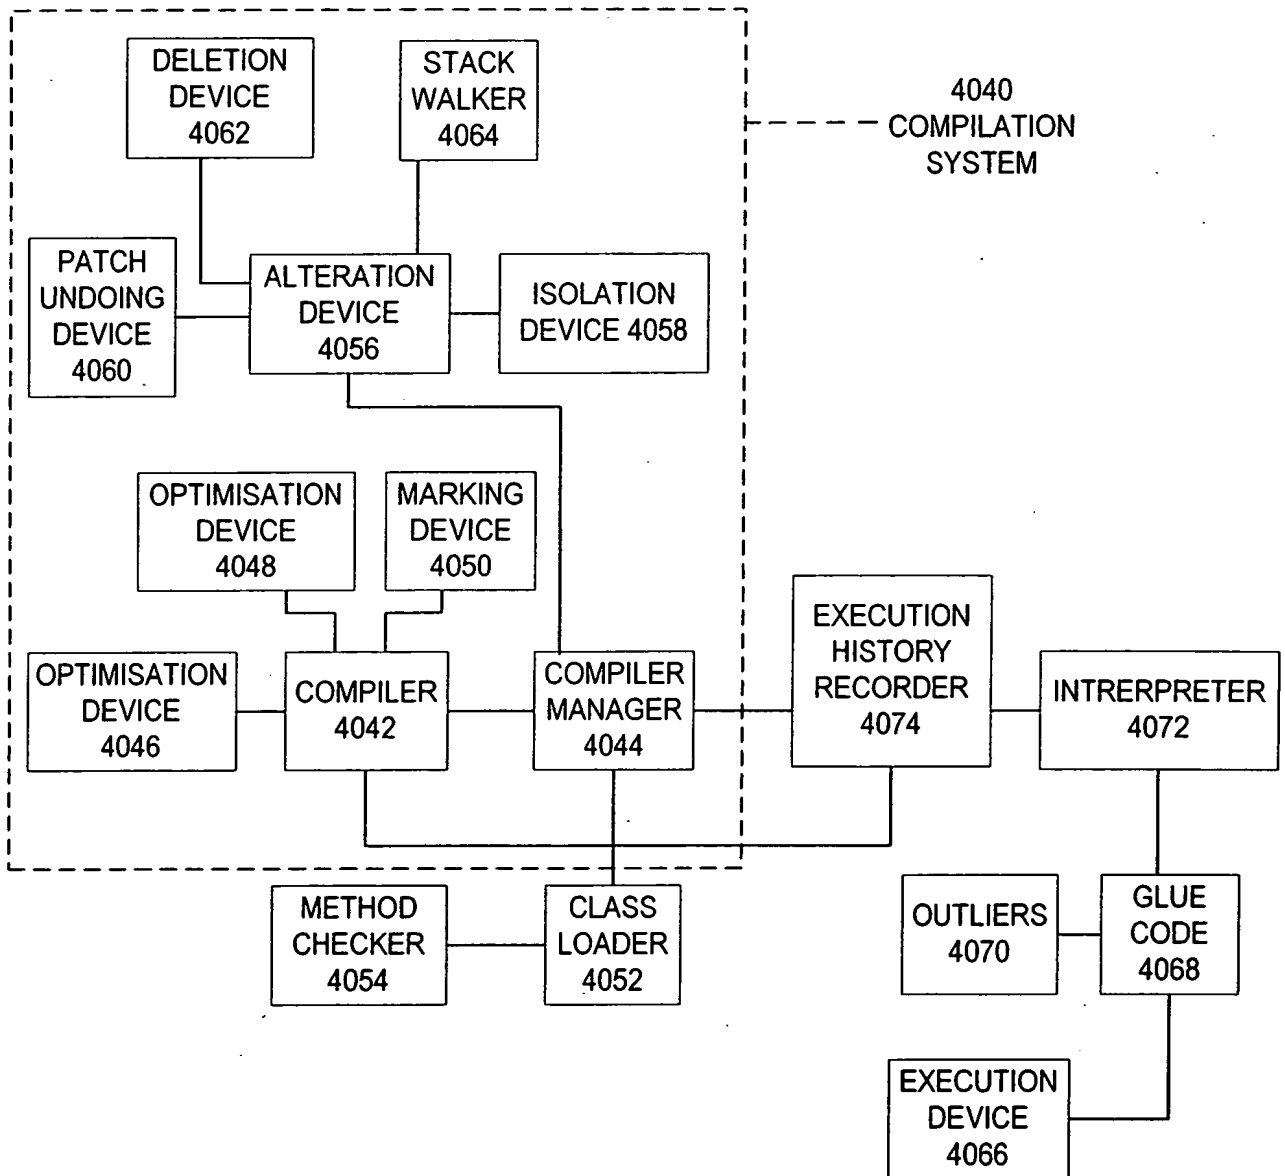 DELETION
DEVICE
4062
STACK
WALKER
4064
4040
COMPILATION
SYSTEM
PATCH
UNDOING
DEVICE
4060
ALTERATION
DEVICE
4056
ISOLATION
DEVICE 4058
OPTIMISATION
DEVICE
4048
MARKING
DEVICE
4050
OPTIMISATION
DEVICE
4046
COMPILER
4042
COMPILER
MANAGER
4044
EXECUTION
HISTORY
RECORDER
4074
INTRERPRETER
4072
METHOD
CHECKER
4054
CLASS
LOADER
4052
OUTLIERS
4070
GLUE
CODE
4068
EXECUTION
DEVICE
4066